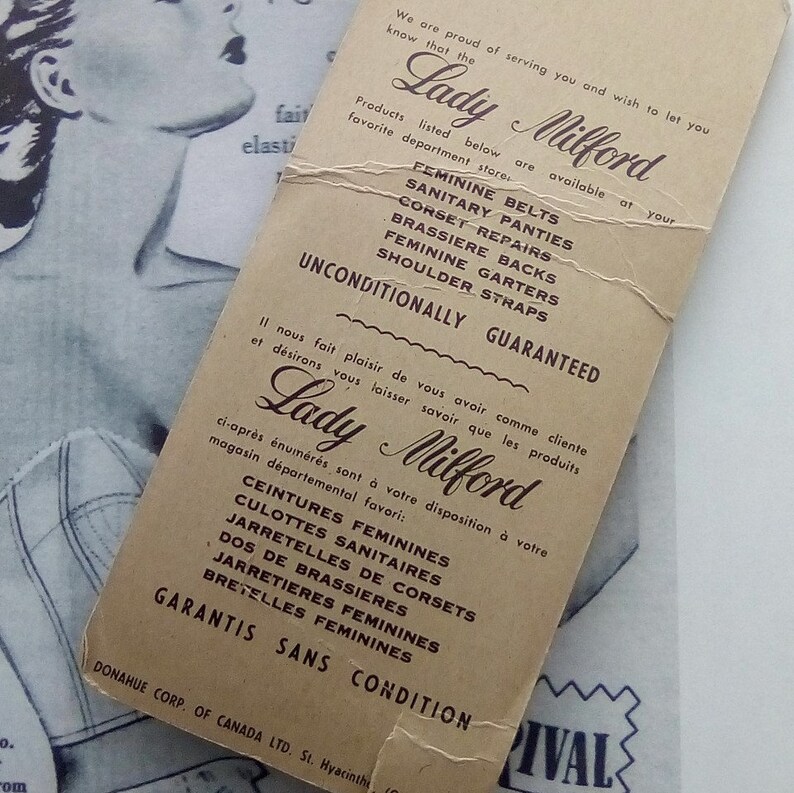 We are proud of serving you and wish to let you
know that the
Lady Milford
Products listed below are available at your
favorite department store:
FEMININE BELTS
SANITARY PANTIES
CORSET REPAIRS
BRASSIERE BACKS
FEMININE GARTERS
SHOULDER STRAPS
UNCONDITIONALLY GUARANTEED
Il nous fait plaisir de vous avoir comme cliente
et désirons vous laisser savoir que les produits
Lady Milford
ci-après énumérés sont à votre disposition à votre
magasin départemental favori:
CEINTURES FEMININES
CULOTTES SANITAIRES
JARRETELLES DE CORSETS
DOS DE BRASSIERES
JARRETIERES FEMININES
BRETELLES FEMININES
GARANTIS SANS CONDITION
DONAHUE CORP. OF CANADA LTD. St. Hyacinthe
fait
elastic
o.
rom
IVAL